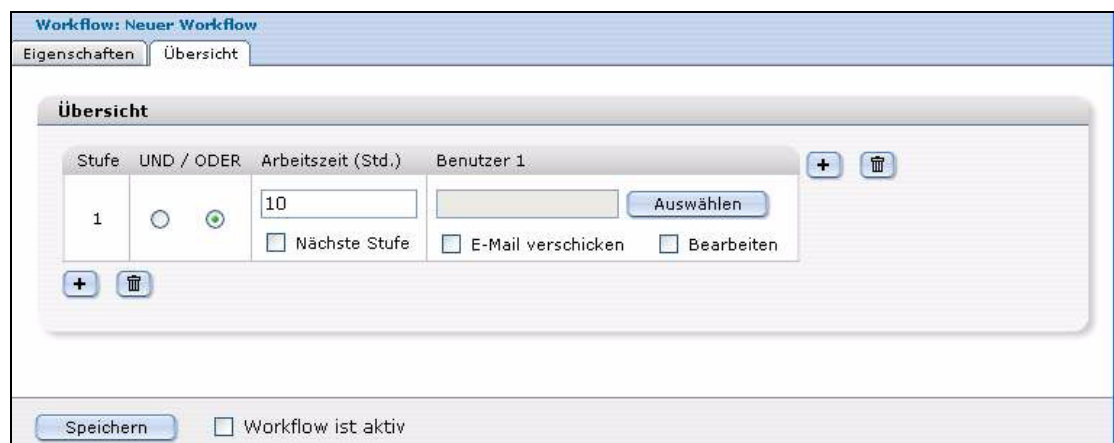 Workflow: Neuer Workflow
Eigenschaften Übersicht
Übersicht
Stufe UND / ODER Arbeitszeit (Std.) Benutzer 1
1 10 Auswählen
Nächste Stufe E-Mail verschicken Bearbeiten
Speichern Workflow ist aktiv